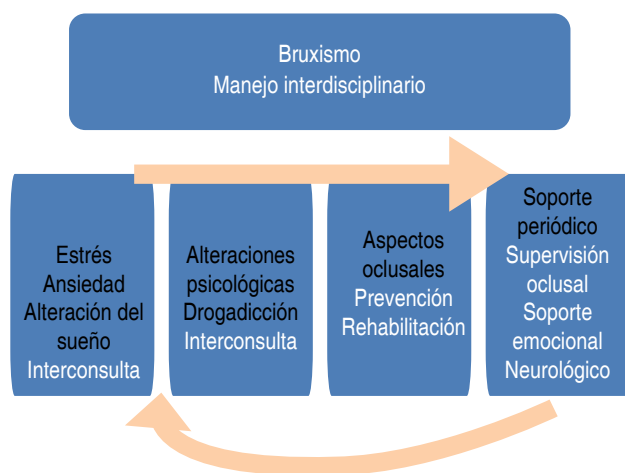 Bruxismo
Manejo interdisciplinario
Estrés
Ansiedad
Alteración del
sueño
Interconsulta
Alteraciones
psicológicas
Drogadicción
Interconsulta
Aspectos
oclusales
Prevención
Rehabilitación
Soporte
periódico
Supervisión
oclusal
Soporte
emocional
Neurológico